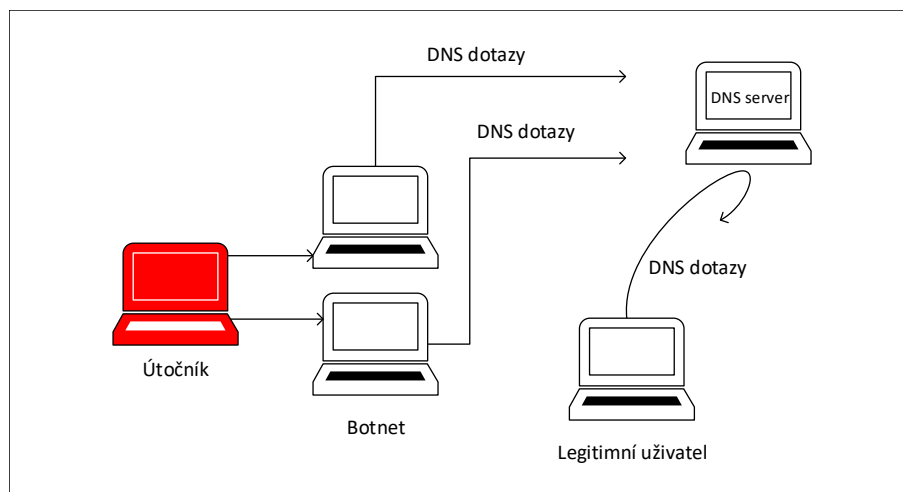 DNS dotazy
DNS server
DNS dotazy
DNS dotazy
Útočník
Botnet
Legitimní uživatel